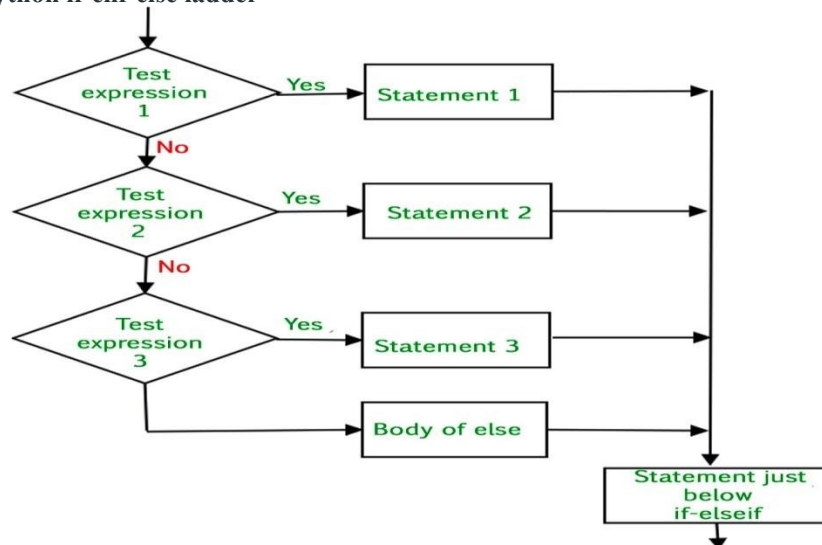 Test
expression
1
Yes
Statement 1
No
Test
expression
2
Yes
Statement 2
No
Test
expression
3
Yes
Statement 3
Body of else
Statement just
below
if-elseif